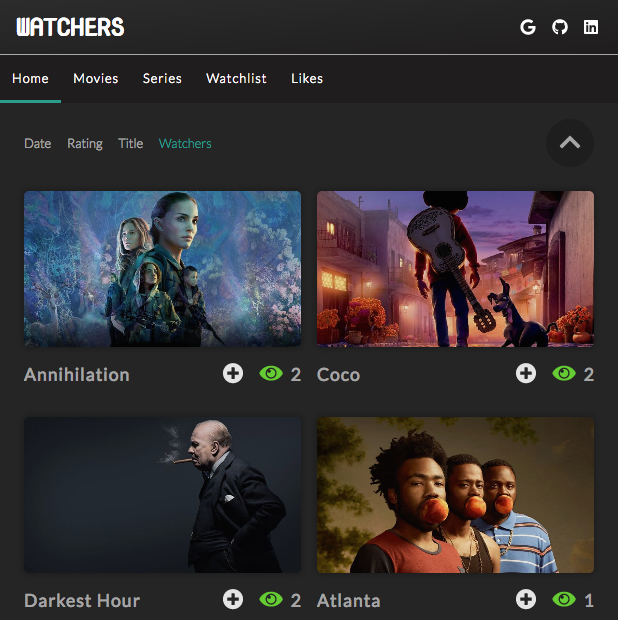 WATCHERS
Home Movies Series Watchlist Likes
Date Rating Title Watchers
Annihilation 2 Coco 2
Darkest Hour 2 Atlanta 1